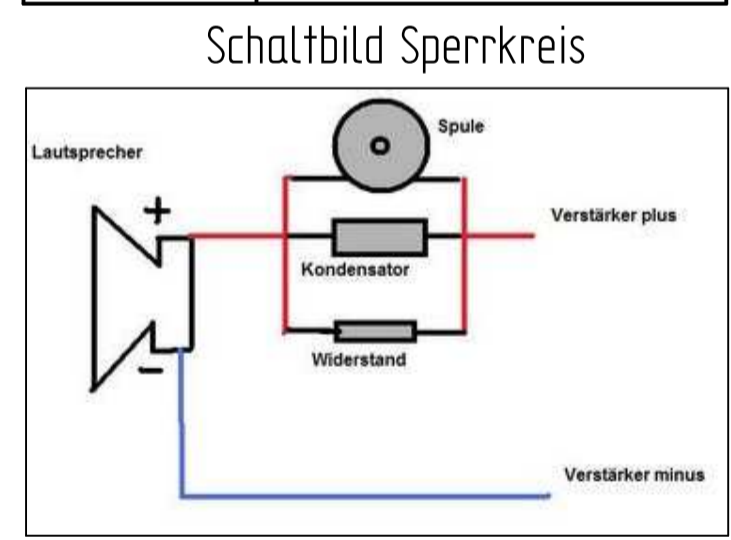 Schaltbild Sperrkreis
Spule
Lautsprecher
+
Verstärker plus
Kondensator
Widerstand
–
Verstärker minus